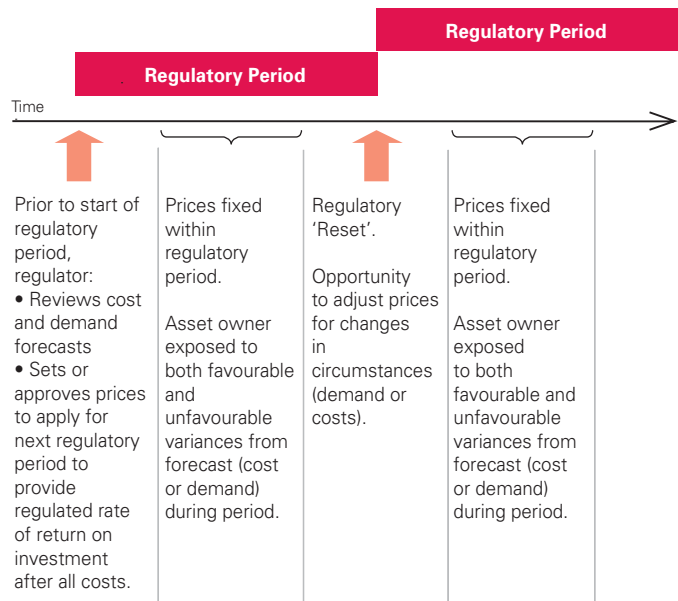 Regulatory Period
Regulatory Period
Time
Prior to start of
regulatory
period,
regulator:
• Reviews cost
and demand
forecasts
• Sets or
approves prices
to apply for
next regulatory
period to
provide
regulated rate
of return on
investment
after all costs.
Prices fixed
within
regulatory
period.
Asset owner
exposed to
both favourable
and
unfavourable
variances from
forecast (cost
or demand)
during period.
Regulatory
‘Reset’.
Opportunity
to adjust prices
for changes
in
circumstances
(demand or
costs).
Prices fixed
within
regulatory
period.
Asset owner
exposed
to both
favourable and
unfavourable
variances from
forecast (cost
or demand)
during period.